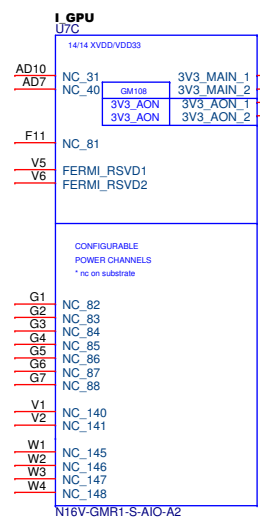 I_GPU
U7C
14/14 XVDD/VDD33
AD10 NC_31 3V3_MAIN_1
AD7 NC_40 GM108 3V3_MAIN_2
3V3_AON 3V3_AON_1
3V3_AON 3V3_AON_2
F11 NC_81
V5 FERMI_RSVD1
V6 FERMI_RSVD2
CONFIGURABLE
POWER CHANNELS
* nc on substrate
G1 NC_82
G2 NC_83
G3 NC_84
G4 NC_85
G5 NC_86
G6 NC_87
G7 NC_88
V1 NC_140
V2 NC_141
W1 NC_145
W2 NC_146
W3 NC_147
W4 NC_148
N16V-GMR1-S-AIO-A2